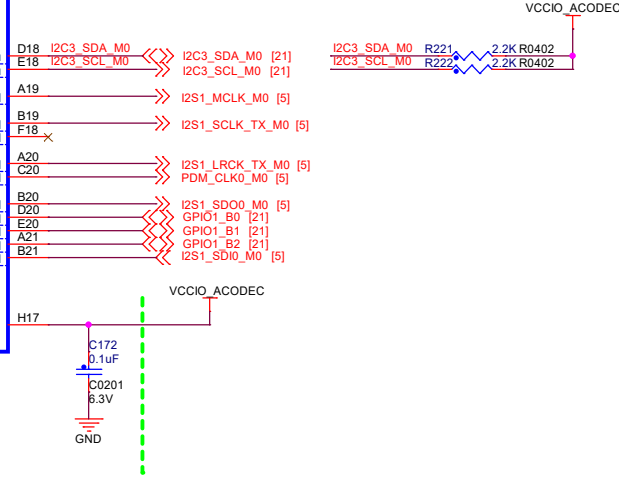 VCCIO_ACODEC
D18 I2C3_SDA_M0 I2C3_SDA_M0 [21]
E18 I2C3_SCL_M0 I2C3_SCL_M0 [21]
I2C3_SDA_M0 R221 2.2K R0402
I2C3_SCL_M0 R222 2.2K R0402
A19 I2S1_MCLK_M0 [5]
B19 I2S1_SCLK_TX_M0 [5]
F18
A20 I2S1_LRCK_TX_M0 [5]
C20 PDM_CLK0_M0 [5]
B20 I2S1_SDO0_M0 [5]
D20 GPIO1_B0 [21]
E20 GPIO1_B1 [21]
A21 GPIO1_B2 [21]
B21 I2S1_SDI0_M0 [5]
VCCIO_ACODEC
H17
C172
0.1uF
C0201
6.3V
GND